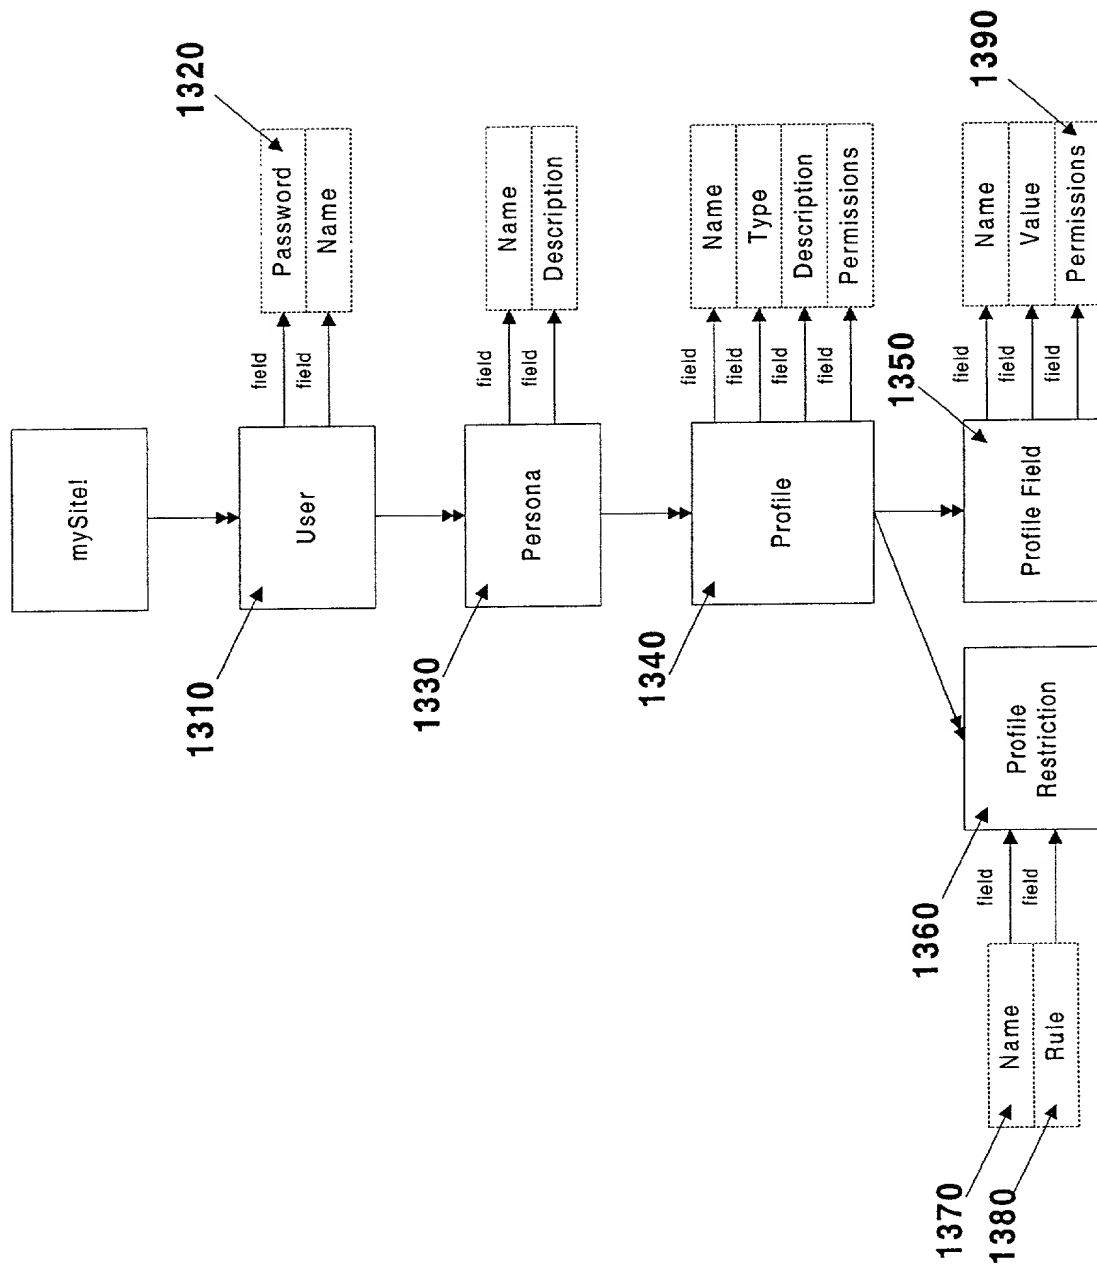 mySite!
1310
User
field
field
Password
Name
1320
1330
Persona
field
field
Name
Description
1340
Profile
field
field
field
field
Name
Type
Description
Permissions
1350
Profile Field
field
field
field
Name
Value
Permissions
1390
1360
Profile
Restriction
field
field
Name
Rule
1370
1380